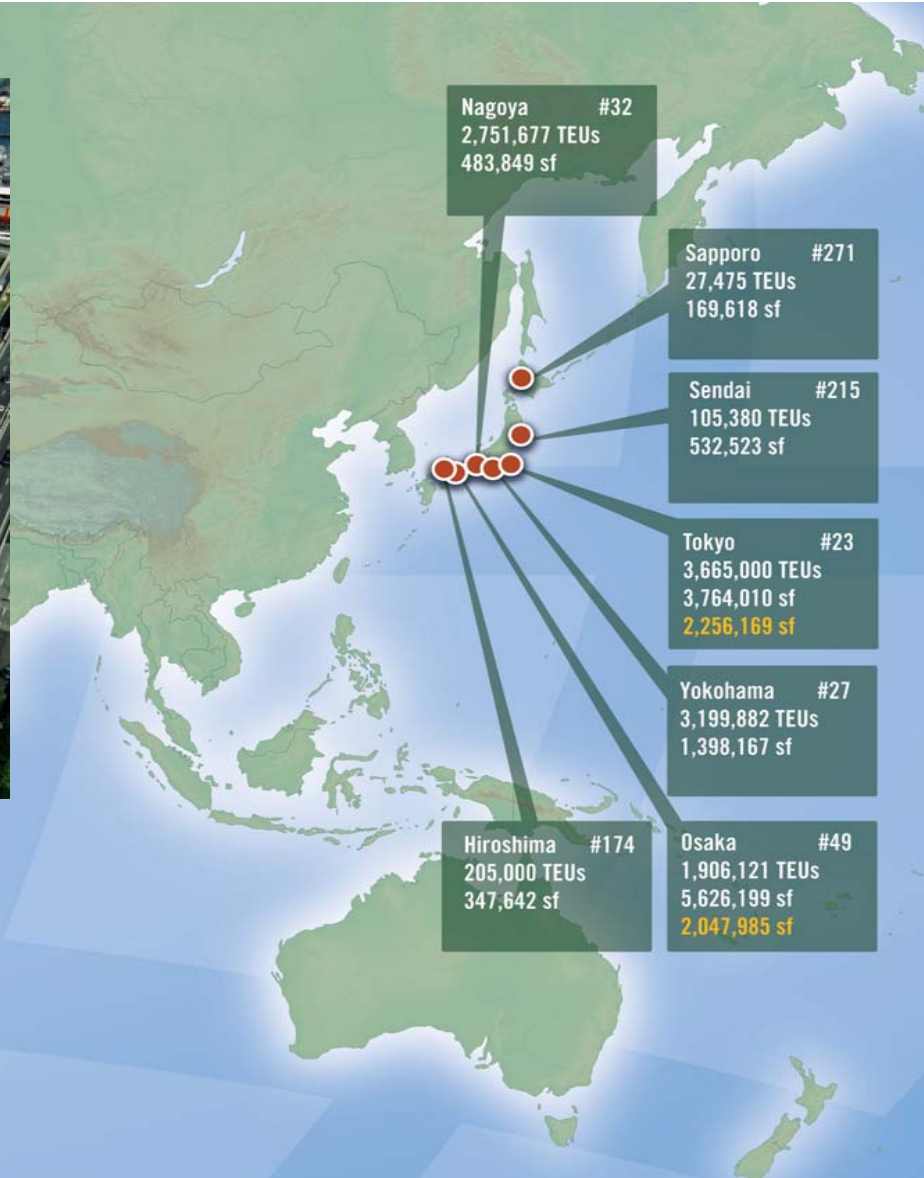 Nagoya #32
2,751,677 TEUs
483,849 sf
Sapporo #271
27,475 TEUs
169,618 sf
Sendai #215
105,380 TEUs
532,523 sf
Tokyo #23
3,665,000 TEUs
3,764,010 sf
2,256,169 sf
Yokohama #27
3,199,882 TEUs
1,398,167 sf
Hiroshima #174
205,000 TEUs
347,642 sf
Osaka #49
1,906,121 TEUs
5,626,199 sf
2,047,985 sf